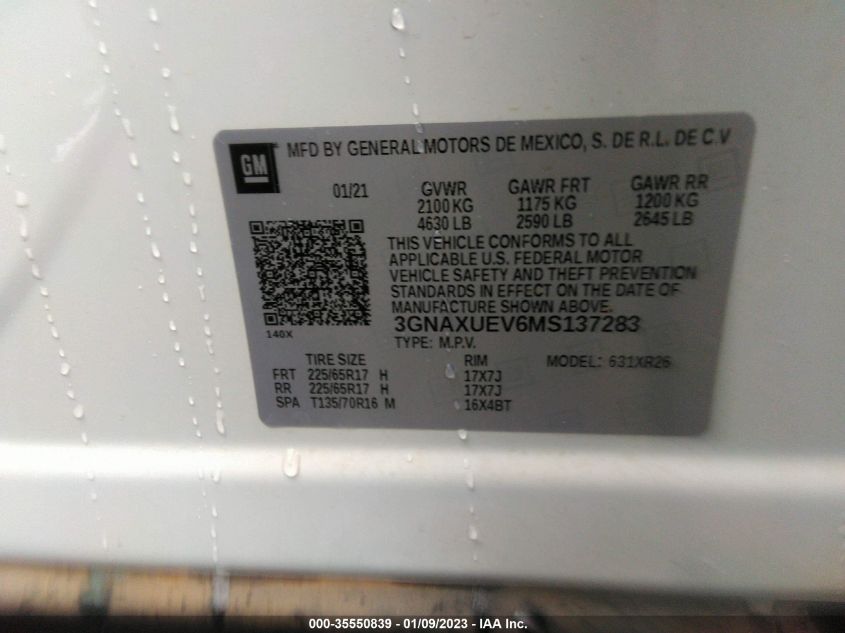 GM MFD BY GENERAL MOTORS DE MEXICO, S. DE R.L. DE C.V
01/21 GVWR GAWR FRT GAWR RR
2100 KG 1175 KG 1200 KG
4630 LB 2590 LB 2645 LB
THIS VEHICLE CONFORMS TO ALL
APPLICABLE U.S. FEDERAL MOTOR
VEHICLE SAFETY AND THEFT PREVENTION
STANDARDS IN EFFECT ON THE DATE OF
MANUFACTURE SHOWN ABOVE.
140X
3GNAXUEV6MS137283
TYPE: M.P.V.
TIRE SIZE RIM MODEL: 631XR26
FRT 225/65R17 H 17X7J
RR 225/65R17 H 17X7J
SPA T135/70R16 M 16X4BT
000-35550839 - 01/09/2023 - IAA Inc.